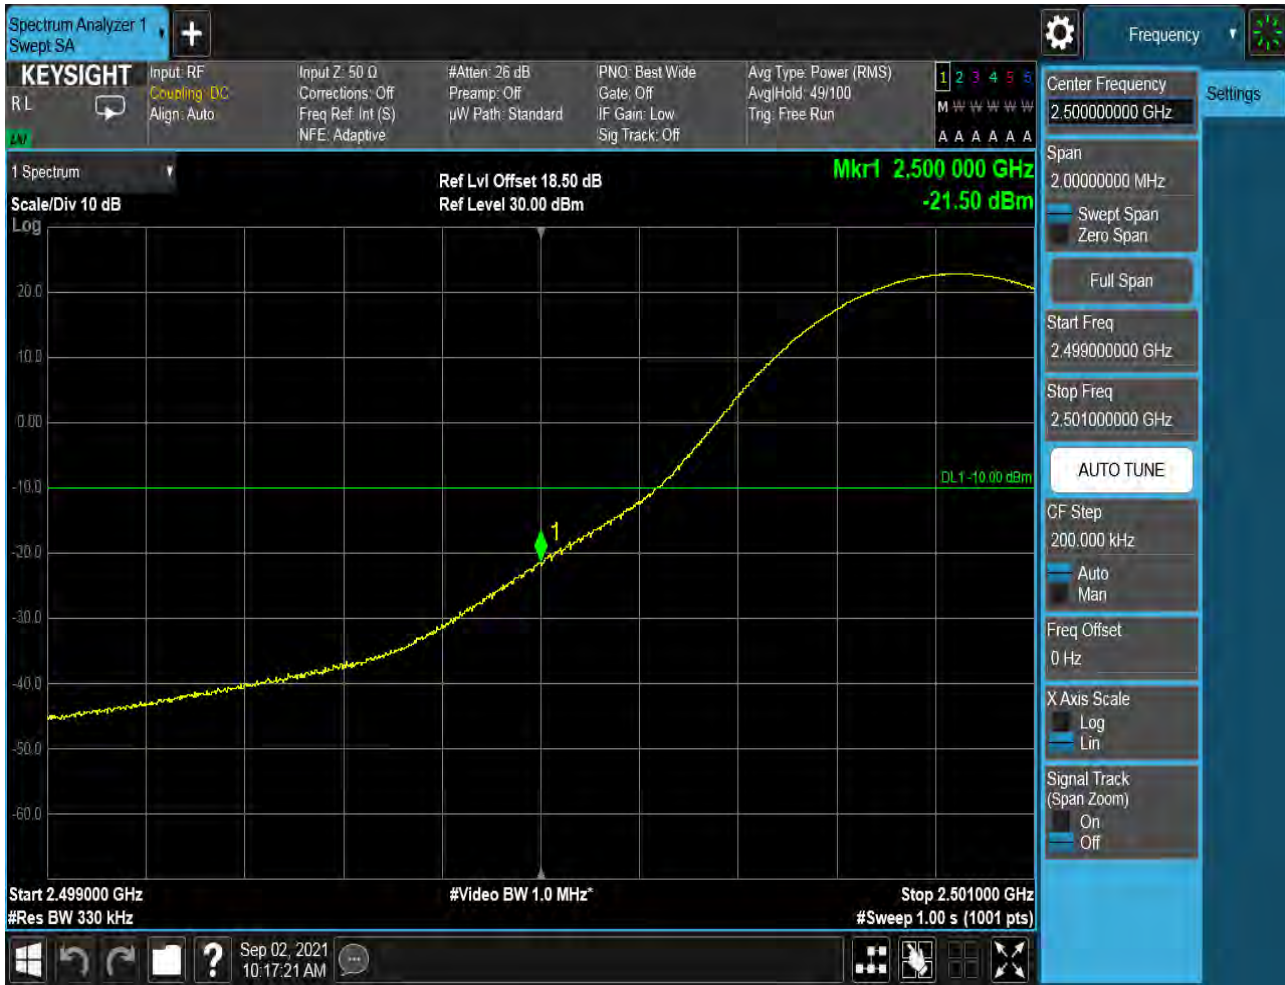 Spectrum Analyzer 1
Swept SA
Frequency
KEYSIGHT
R L
Input: RF
Coupling: DC
Align: Auto
Input Z: 50 Ω
Corrections: Off
Freq Ref: Int (S)
NFE: Adaptive
#Atten: 26 dB
Preamp: Off
µW Path: Standard
PNO: Best Wide
Gate: Off
IF Gain: Low
Sig Track: Off
Avg Type: Power (RMS)
Avg|Hold: 49/100
Trig: Free Run
1 2 3 4 5 6
M W W W W W
A A A A A A
1 Spectrum
Scale/Div 10 dB
Log
Ref Lvl Offset 18.50 dB
Ref Level 30.00 dBm
Mkr1 2.500 000 GHz
-21.50 dBm
20.0
10.0
0.00
-10.0
-20.0
-30.0
-40.0
-50.0
-60.0
DL1 -10.00 dBm
1
Start 2.499000 GHz
#Res BW 330 kHz
#Video BW 1.0 MHz*
Stop 2.501000 GHz
#Sweep 1.00 s (1001 pts)
Sep 02, 2021
10:17:21 AM
Center Frequency
2.500000000 GHz
Settings
Span
2.00000000 MHz
Swept Span
Zero Span
Full Span
Start Freq
2.499000000 GHz
Stop Freq
2.501000000 GHz
AUTO TUNE
CF Step
200.000 kHz
Auto
Man
Freq Offset
0 Hz
X Axis Scale
Log
Lin
Signal Track
(Span Zoom)
On
Off